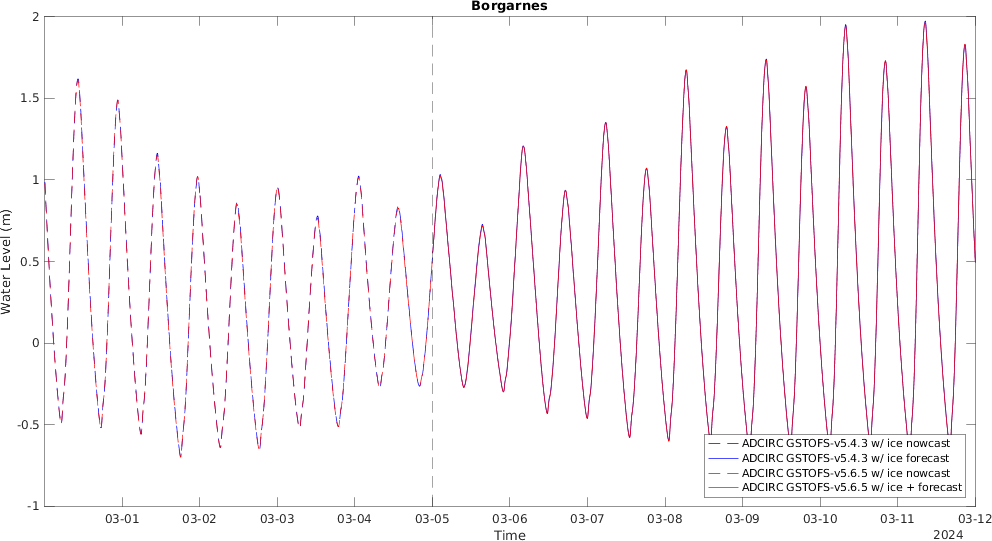 Borgarnes
2
1.5
1
0.5
0
-0.5
-1
Water Level (m)
ADCIRC GSTOFS-v5.4.3 w/ ice nowcast
ADCIRC GSTOFS-v5.4.3 w/ ice forecast
ADCIRC GSTOFS-v5.6.5 w/ ice nowcast
ADCIRC GSTOFS-v5.6.5 w/ ice + forecast
03-01 03-02 03-03 03-04 03-05 03-06 03-07 03-08 03-09 03-10 03-11 03-12
Time
2024